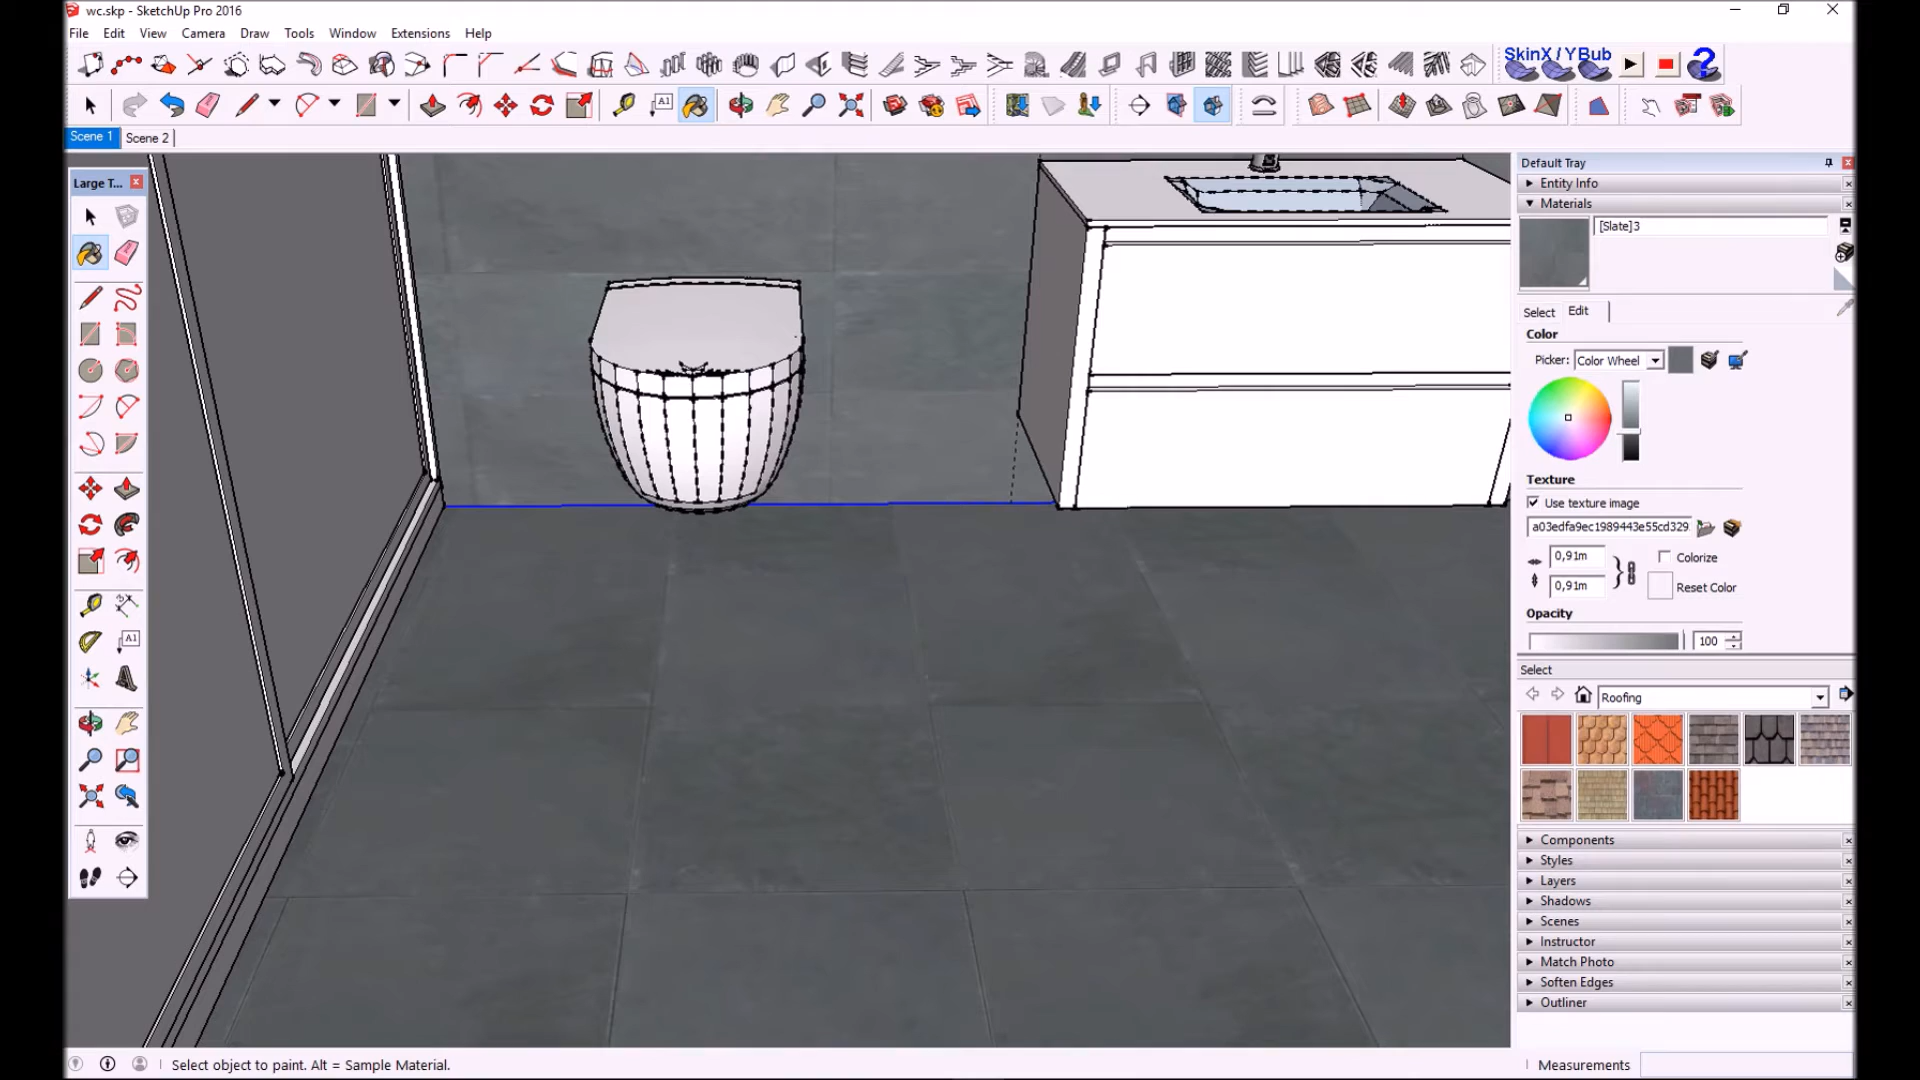 wc.skp - SketchUp Pro 2016
File Edit View Camera Draw Tools Window Extensions Help
SkinX / YBub
A1
Scene 1 Scene 2
Large T...
Default Tray
Entity Info
Materials
[Slate]3
Select Edit
Color
Picker: Color Wheel
Texture
Use texture image
a03edfa9ec1989443e55cd329
0,91m
Colorize
0,91m
Reset Color
Opacity
100
Select
Roofing
A1
Components
Styles
Layers
Shadows
Scenes
Instructor
Match Photo
Soften Edges
Outliner
Select object to paint. Alt = Sample Material.
Measurements